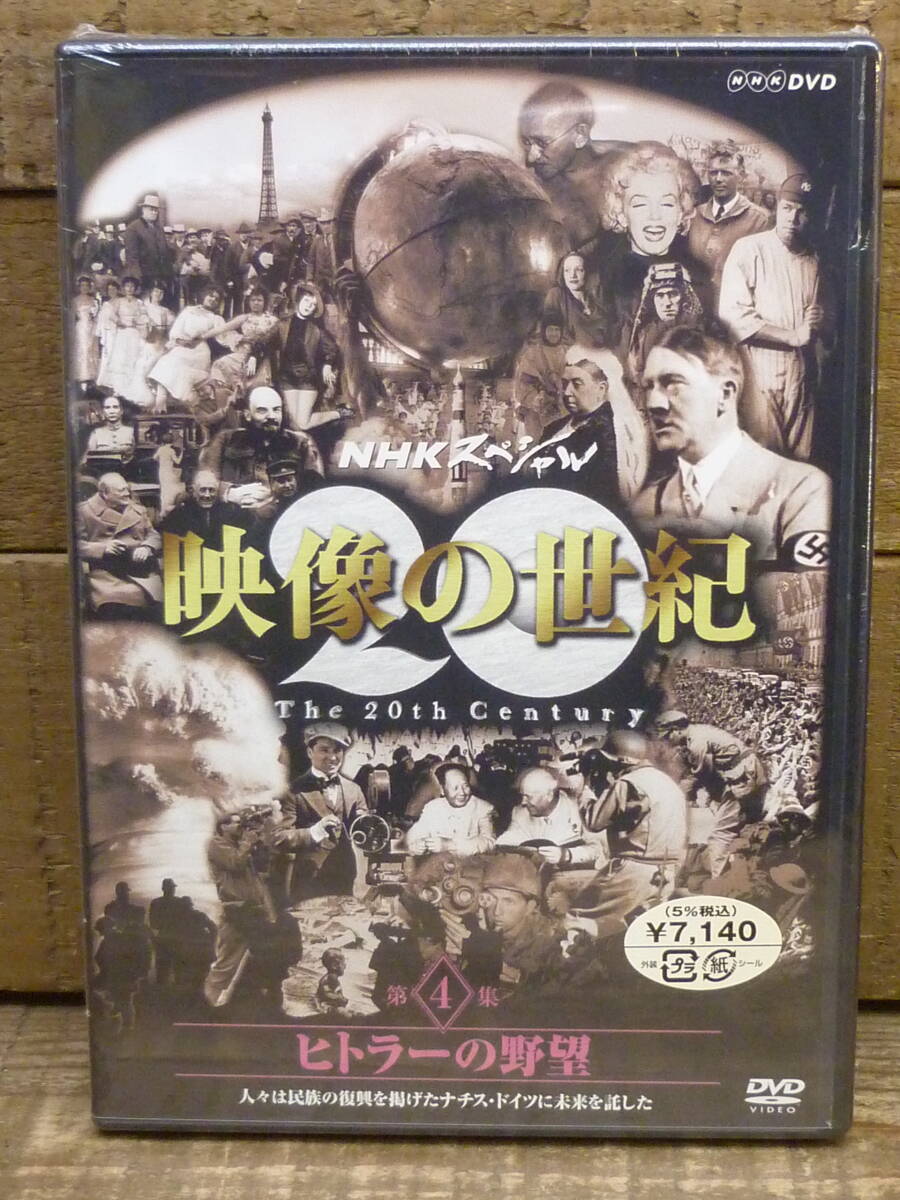 NHK DVD
NHKスペシャル
20
映像の世紀
The 20th Century
(5%税込)
¥7,140
外装 プラ 紙 シール
第4集
ヒトラーの野望
人々は民族の復興を掲げたナチス・ドイツに未来を託した
DVD
VIDEO